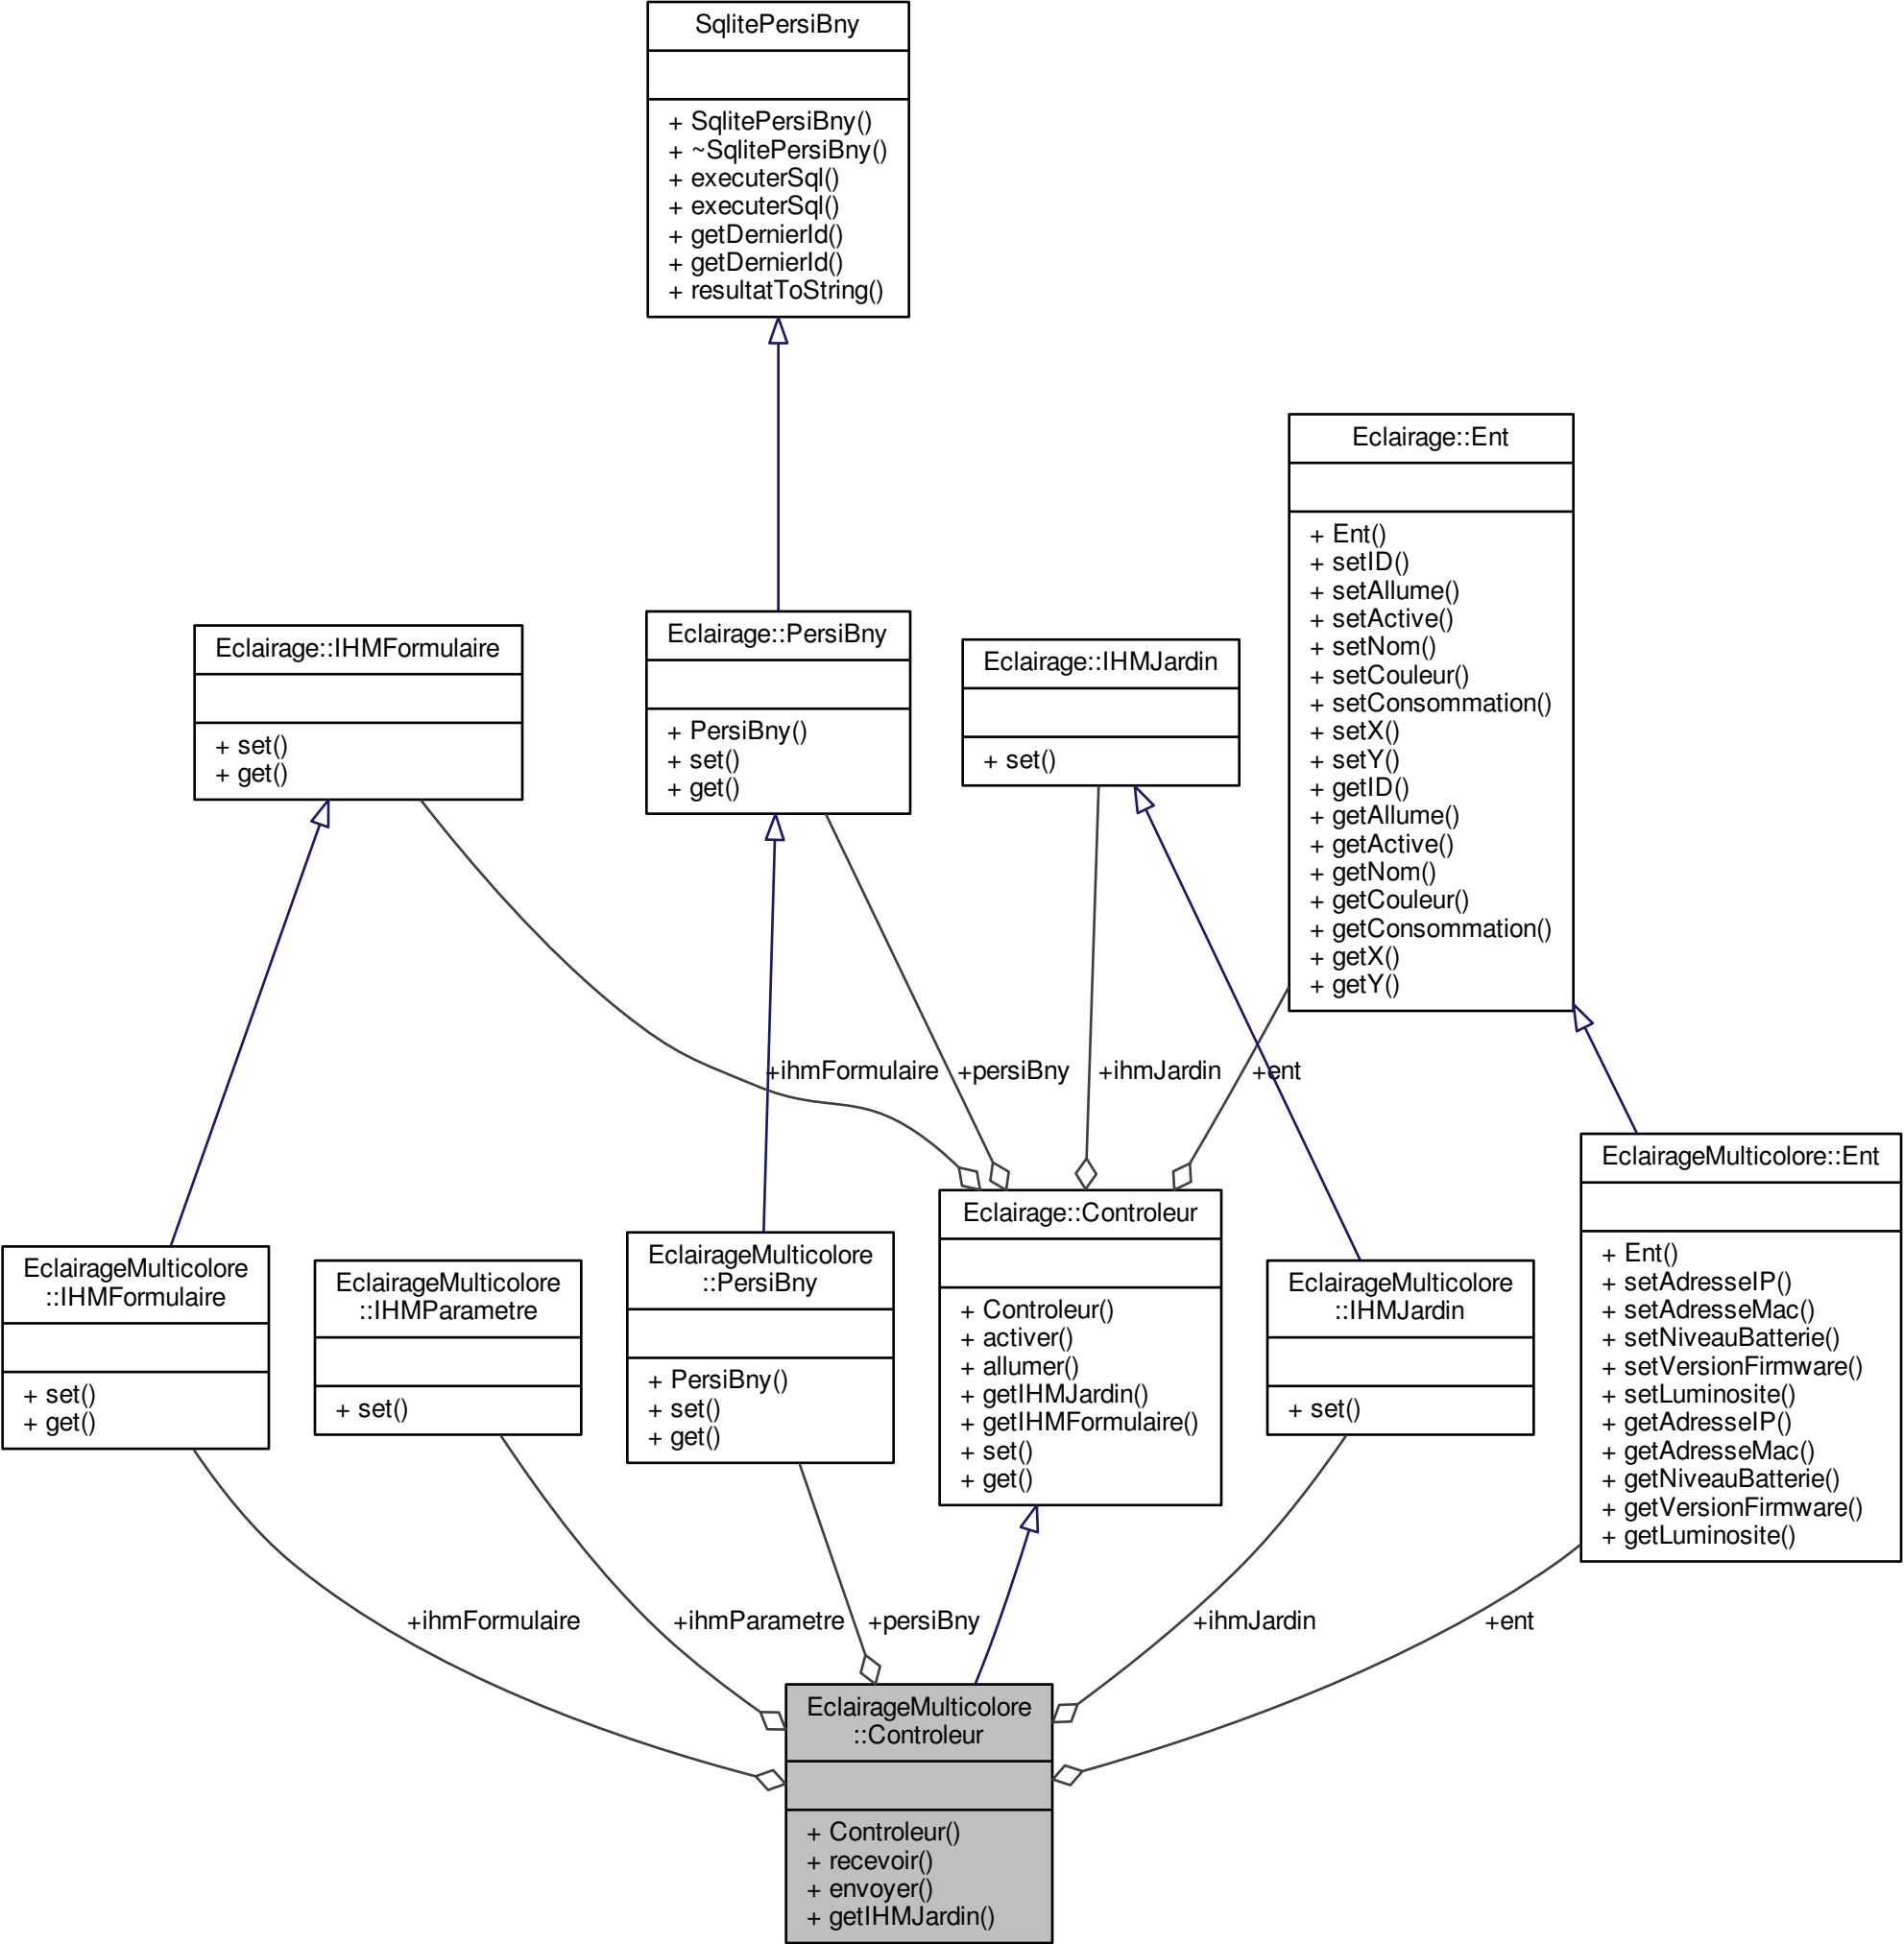 SqlitePersiBny
+ SqlitePersiBny()
+ ~SqlitePersiBny()
+ executerSql()
+ executerSql()
+ getDernierId()
+ getDernierId()
+ resultatToString()
Eclairage::Ent
+ Ent()
+ setID()
+ setAllume()
+ setActive()
+ setNom()
+ setCouleur()
+ setConsommation()
+ setX()
+ setY()
+ getID()
+ getAllume()
+ getActive()
+ getNom()
+ getCouleur()
+ getConsommation()
+ getX()
+ getY()
Eclairage::IHMFormulaire
+ set()
+ get()
Eclairage::PersiBny
+ PersiBny()
+ set()
+ get()
Eclairage::IHMJardin
+ set()
+ihmFormulaire
+persiBny
+ihmJardin
+ent
EclairageMulticolore
::IHMFormulaire
+ set()
+ get()
EclairageMulticolore
::IHMParametre
+ set()
EclairageMulticolore
::PersiBny
+ PersiBny()
+ set()
+ get()
Eclairage::Controleur
+ Controleur()
+ activer()
+ allumer()
+ getIHMJardin()
+ getIHMFormulaire()
+ set()
+ get()
EclairageMulticolore
::IHMJardin
+ set()
EclairageMulticolore::Ent
+ Ent()
+ setAdresseIP()
+ setAdresseMac()
+ setNiveauBatterie()
+ setVersionFirmware()
+ setLuminosite()
+ getAdresseIP()
+ getAdresseMac()
+ getNiveauBatterie()
+ getVersionFirmware()
+ getLuminosite()
+ihmFormulaire
+ihmParametre
+persiBny
+ihmJardin
+ent
EclairageMulticolore
::Controleur
+ Controleur()
+ recevoir()
+ envoyer()
+ getIHMJardin()